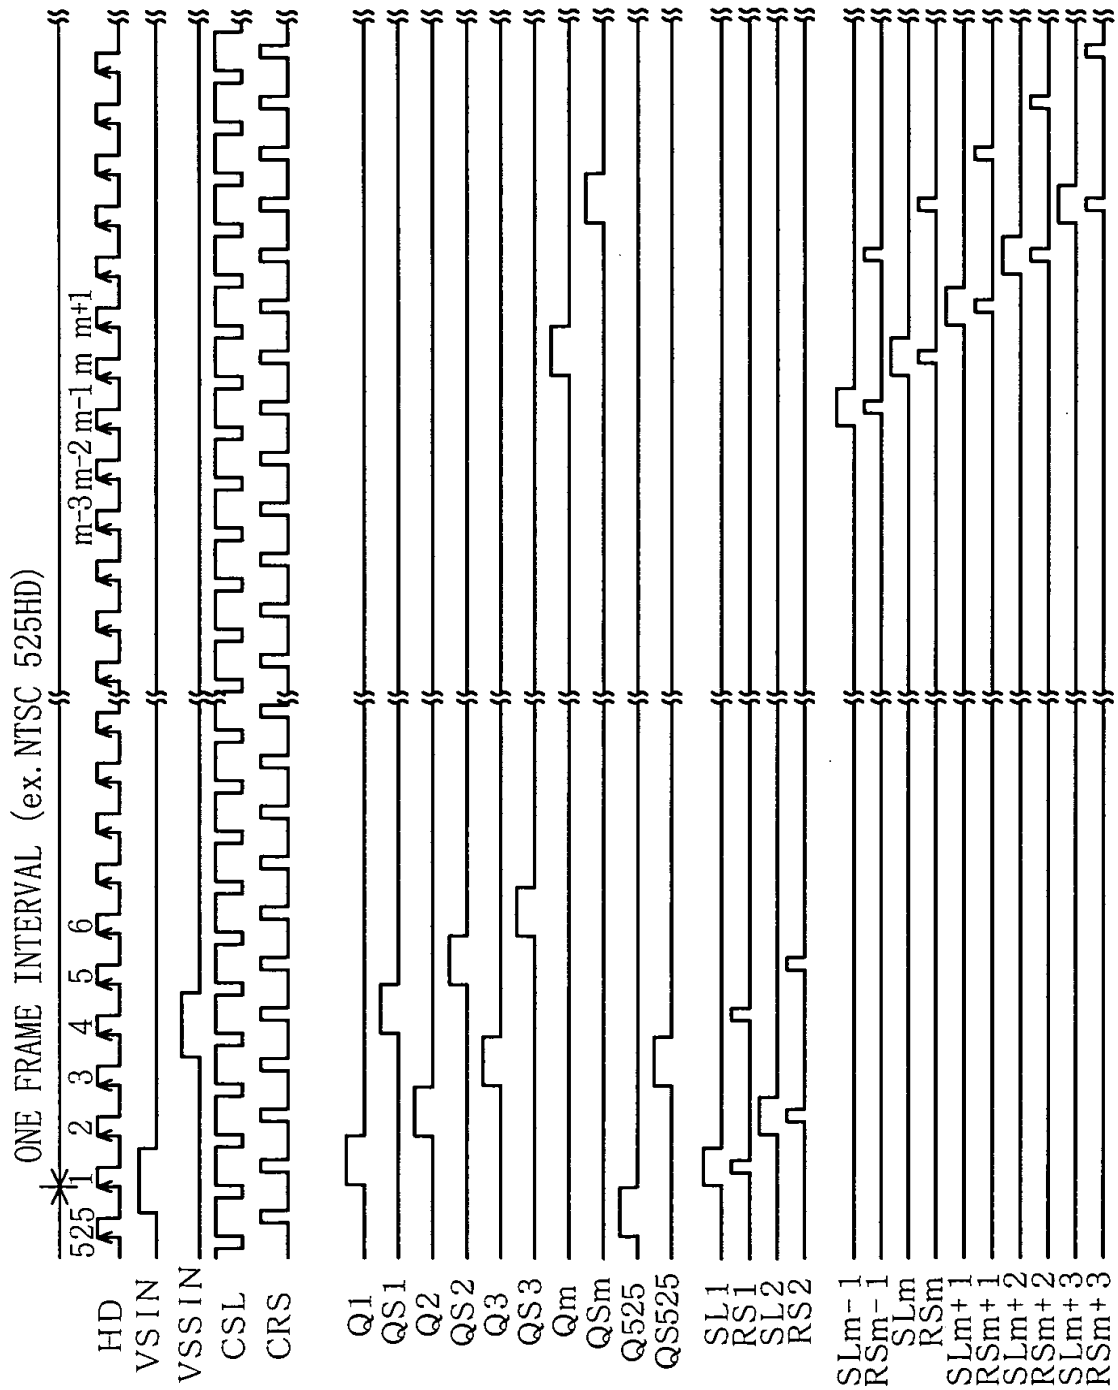 ONE FRAME INTERVAL (ex. NTSC 525HD)
525 1 2 3 4 5 6 m-3 m-2 m-1 m m+1
HD
VSIN
VSSIN
CSL
CRS
Q1
QS1
Q2
QS2
Q3
QS3
Qm
QSm
Q525
QS525
SL1
RS1
SL2
RS2
SLm-1
RSm-1
SLm
RSm
SLm+1
RSm+1
SLm+2
RSm+2
SLm+3
RSm+3